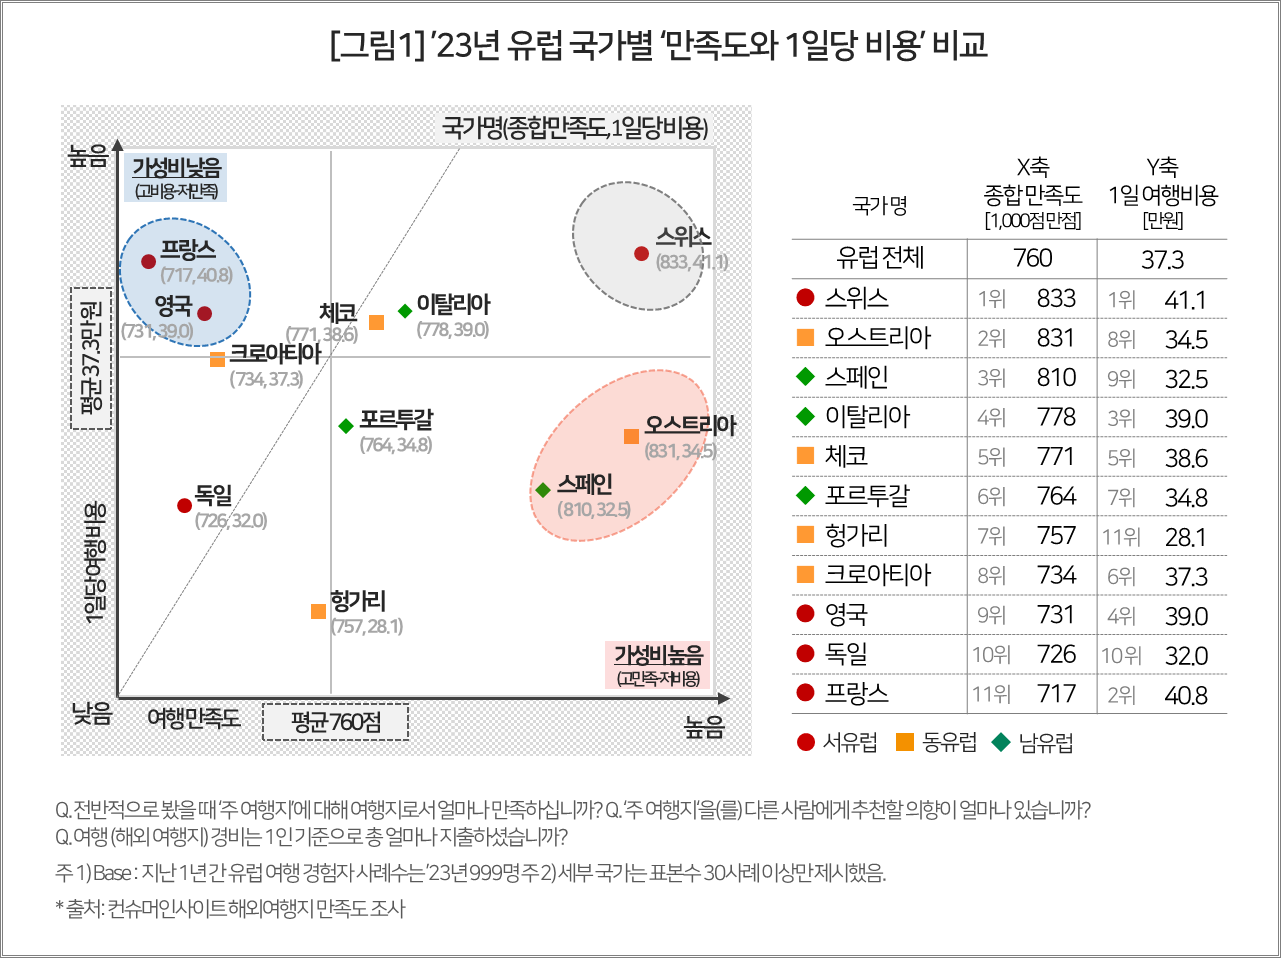 [그림1] ’23년 유럽 국가별 ‘만족도와 1일당 비용’ 비교
국가명(종합만족도,1일당 비용)
높음
가성비 낮음
(고비용-저만족)
프랑스
(717, 40.8)
영국
(731, 39.0)
크로아티아
(734, 37.3)
체코
(771, 38.6)
이탈리아
(778, 39.0)
스위스
(833, 41.1)
평균 37.3만원
포르투갈
(764, 34.8)
오스트리아
(831, 34.5)
스페인
(810, 32.5)
독일
(726, 32.0)
헝가리
(757, 28.1)
1일당 여행비용
가성비 높음
(고만족-저비용)
낮음
여행 만족도
평균 760점
높음
국가명 X축 종합 만족도 [1,000점 만점] Y축 1일 여행비용 [만원]
유럽 전체 760 37.3
스위스 1위 833 1위 41.1
오스트리아 2위 831 8위 34.5
스페인 3위 810 9위 32.5
이탈리아 4위 778 3위 39.0
체코 5위 771 5위 38.6
포르투갈 6위 764 7위 34.8
헝가리 7위 757 11위 28.1
크로아티아 8위 734 6위 37.3
영국 9위 731 4위 39.0
독일 10위 726 10위 32.0
프랑스 11위 717 2위 40.8
서유럽 동유럽 남유럽
Q. 전반적으로 봤을 때 ‘주 여행지’에 대해 여행지로서 얼마나 만족하십니까? Q. ‘주 여행지‘을(를) 다른 사람에게 추천할 의향이 얼마나 있습니까?
Q. 여행 (해외 여행지) 경비는 1인 기준으로 총 얼마나 지출하셨습니까?
주 1) Base : 지난 1년 간 유럽 여행 경험자 사례수는 ’23년 999명 주 2) 세부 국가는 표본수 30사례 이상만 제시했음.
* 출처: 컨슈머인사이트 해외여행지 만족도 조사